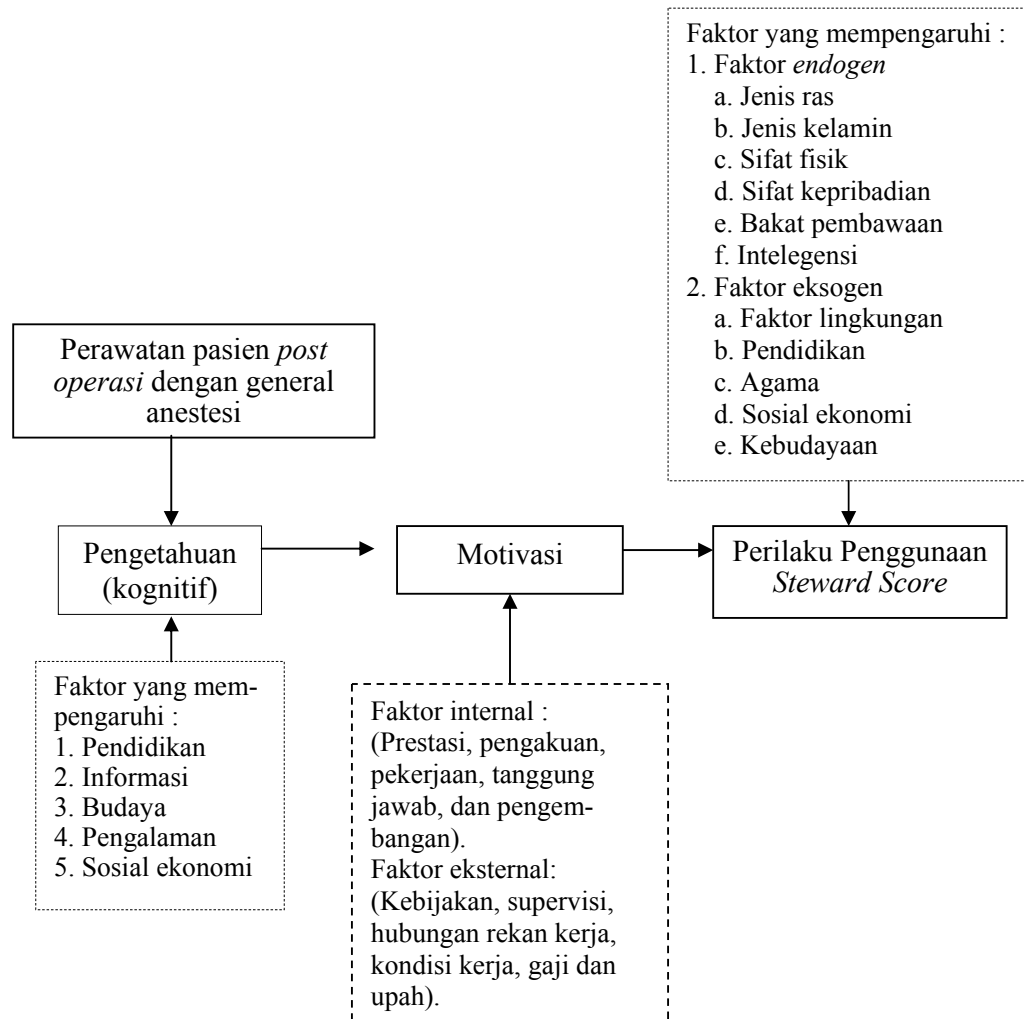 Faktor yang mempengaruhi :
1. Faktor endogen
a. Jenis ras
b. Jenis kelamin
c. Sifat fisik
d. Sifat kepribadian
e. Bakat pembawaan
f. Intelegensi
2. Faktor eksogen
a. Faktor lingkungan
b. Pendidikan
c. Agama
d. Sosial ekonomi
e. Kebudayaan
Perawatan pasien post
operasi dengan general
anestesi
Pengetahuan
(kognitif)
Motivasi
Perilaku Penggunaan
Steward Score
Faktor yang mem-
pengaruhi :
1. Pendidikan
2. Informasi
3. Budaya
4. Pengalaman
5. Sosial ekonomi
Faktor internal :
(Prestasi, pengakuan,
pekerjaan, tanggung
jawab, dan pengem-
bangan).
Faktor eksternal:
(Kebijakan, supervisi,
hubungan rekan kerja,
kondisi kerja, gaji dan
upah).